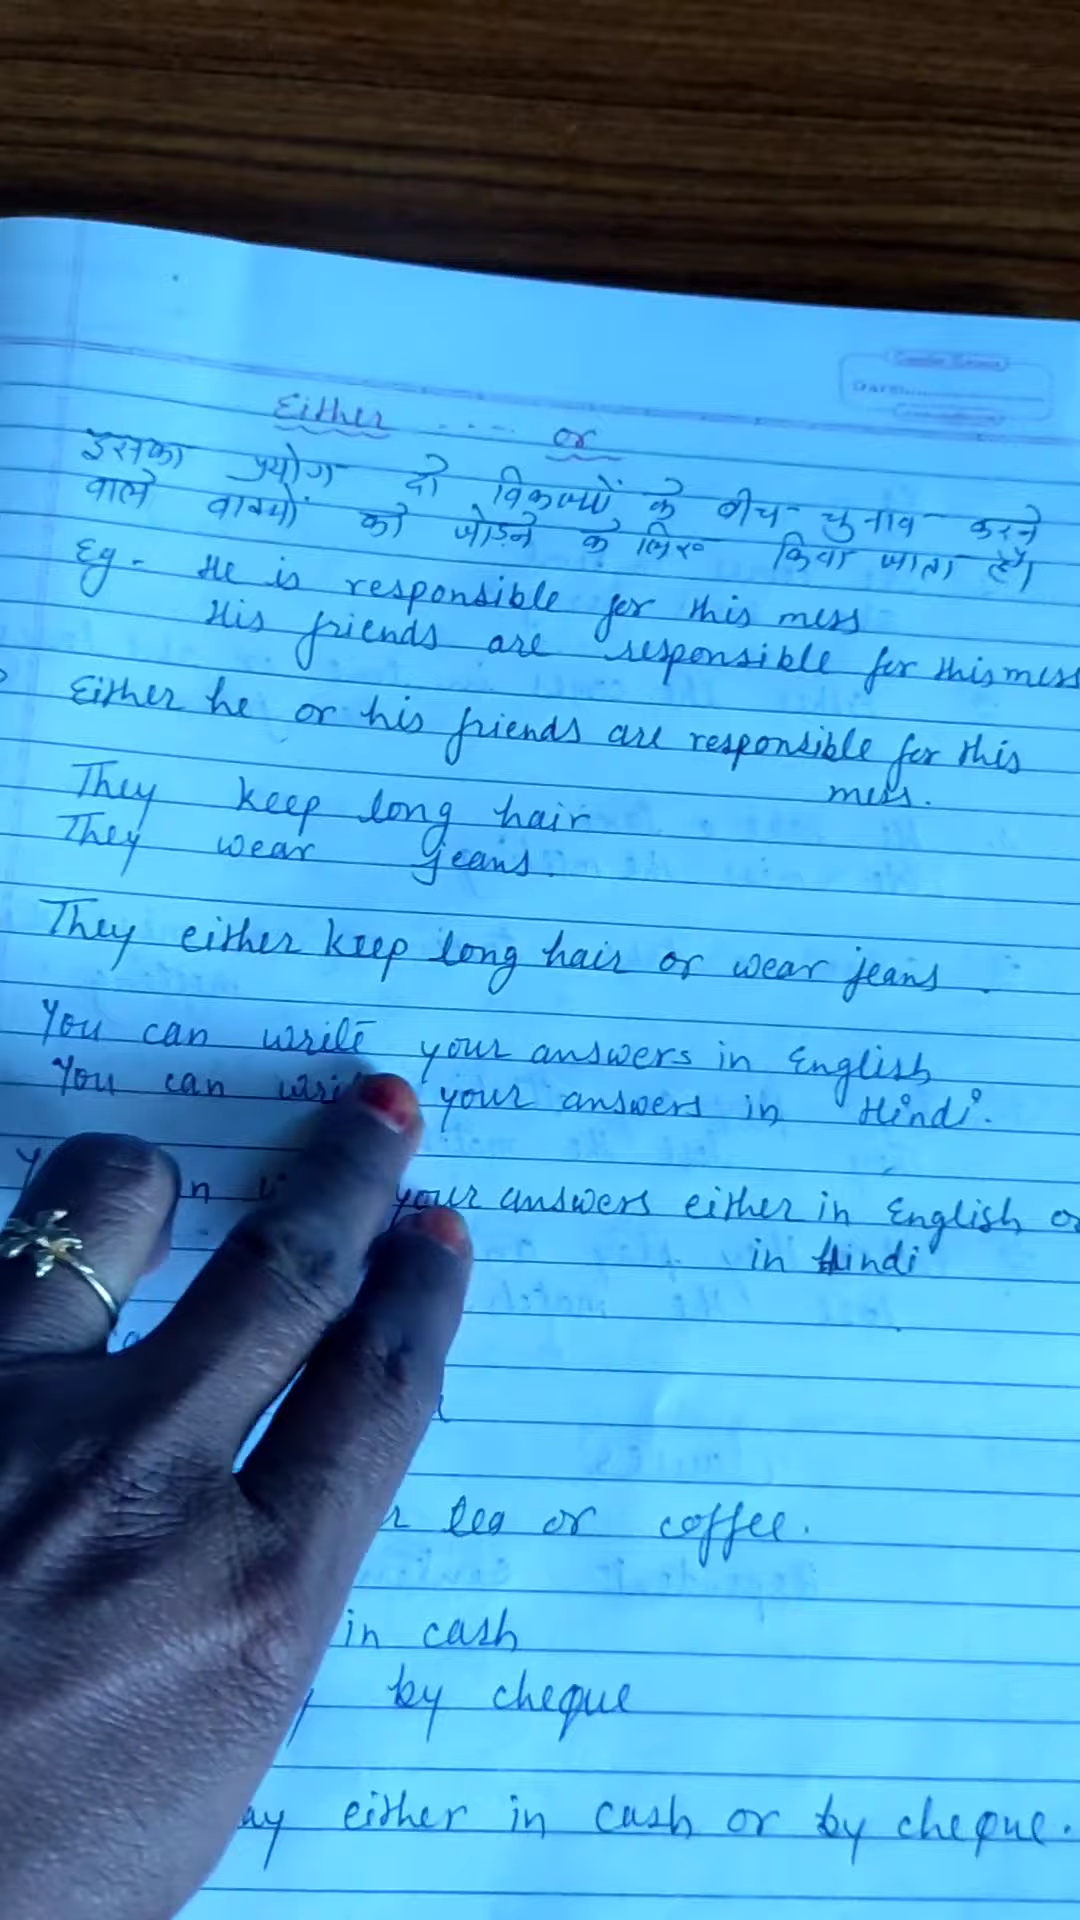 Either .... or
इसका प्रयोग दो विकल्पों के बीच चुनाव करने
वाले वाक्यों को जोड़ने के लिए किया जाता है।
Eg - He is responsible for this mess
His friends are responsible for this mess
Either he or his friends are responsible for this
mess.
They keep long hair
They wear jeans.
They either keep long hair or wear jeans.
You can write your answers in English
You can your answers in Hindi.
your answers either in English or
in Hindi
tea or coffee.
in cash
by cheque
either in cash or by cheque.